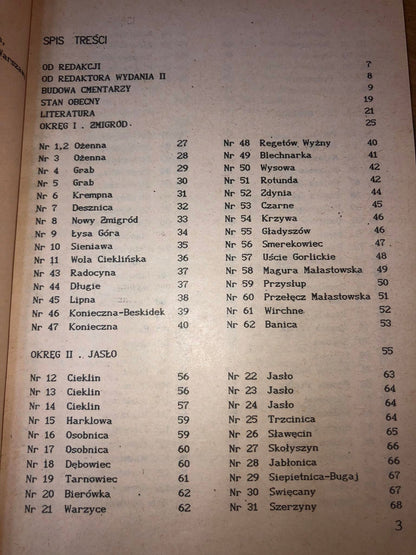 Warsza
SPIS TREŚCI
OD REDAKCJI 7
OD REDAKTORA WYDANIA II 8
BUDOWA CMENTARZY 9
STAN OBECNY 19
LITERATURA 21
OKRĘG I . ŻMIGRÓD. 25
Nr 1,2 Ożenna 27
Nr 3 Ożenna 28
Nr 4 Grab 29
Nr 5 Grab 30
Nr 6 Krempna 31
Nr 7 Desznica 32
Nr 8 Nowy Żmigród 33
Nr 9 Łysa Góra 34
Nr 10 Sieniawa 35
Nr 11 Wola Cieklińska 36
Nr 43 Radocyna 37
Nr 44 Długie 37
Nr 45 Lipna 38
Nr 46 Konieczna-Beskidek 39
Nr 47 Konieczna 40
Nr 48 Regetów Wyżny 40
Nr 49 Blechnarka 41
Nr 50 Wysowa 42
Nr 51 Rotunda 42
Nr 52 Zdynia 44
Nr 53 Czarne 45
Nr 54 Krzywa 46
Nr 55 Gładyszów 46
Nr 56 Smerekowiec 47
Nr 57 Uście Gorlickie 48
Nr 58 Magura Małastowska 49
Nr 59 Przysłup 50
Nr 60 Przełęcz Małastowska 51
Nr 61 Wirchne 52
Nr 62 Banica 53
OKRĘG II . JASŁO 55
Nr 12 Cieklin 56
Nr 13 Cieklin 56
Nr 14 Cieklin 57
Nr 15 Harklowa 59
Nr 16 Osobnica 59
Nr 17 Osobnica 60
Nr 18 Dębowiec 60
Nr 19 Tarnowiec 61
Nr 20 Bierówka 62
Nr 21 Warzyce 62
Nr 22 Jasło 63
Nr 23 Jasło 64
Nr 24 Jasło 64
Nr 25 Trzcinica 64
Nr 26 Sławęcin 65
Nr 27 Skołyszyn 66
Nr 28 Jabłonica 66
Nr 29 Siepietnica-Bugaj 67
Nr 30 Święcany 67
Nr 31 Szerzyny 68
3